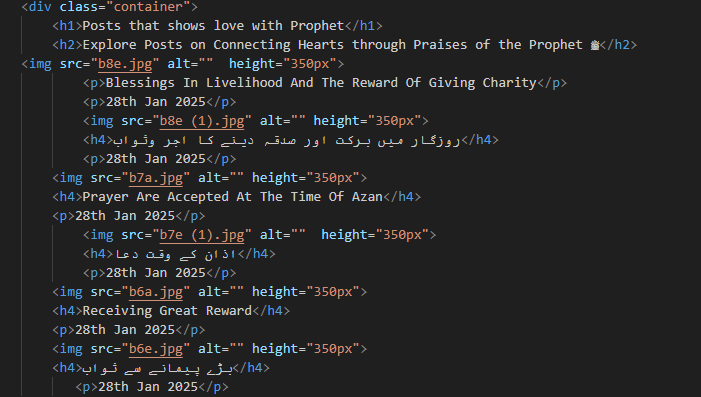 <div class="container">
<h1>Posts that shows love with Prophet</h1>
<h2>Explore Posts on Connecting Hearts through Praises of the Prophet ﷺ</h2>
<img src="b8e.jpg" alt=""  height="350px">
<p>Blessings In Livelihood And The Reward Of Giving Charity</p>
<p>28th Jan 2025</p>
<img src="b8e (1).jpg" alt="" height="350px">
<h4>روزگار میں برکت اور صدقہ دینے کا اجر وثواب</h4>
<p>28th Jan 2025</p>
<img src="b7a.jpg" alt="" height="350px">
<h4>Prayer Are Accepted At The Time Of Azan</h4>
<p>28th Jan 2025</p>
<img src="b7e (1).jpg" alt=""  height="350px">
<h4>اذان کے وقت دعا</h4>
<p>28th Jan 2025</p>
<img src="b6a.jpg" alt="" height="350px">
<h4>Receiving Great Reward</h4>
<p>28th Jan 2025</p>
<img src="b6e.jpg" alt="" height="350px">
<h4>بڑے پیمانے سے ثواب</h4>
<p>28th Jan 2025</p>